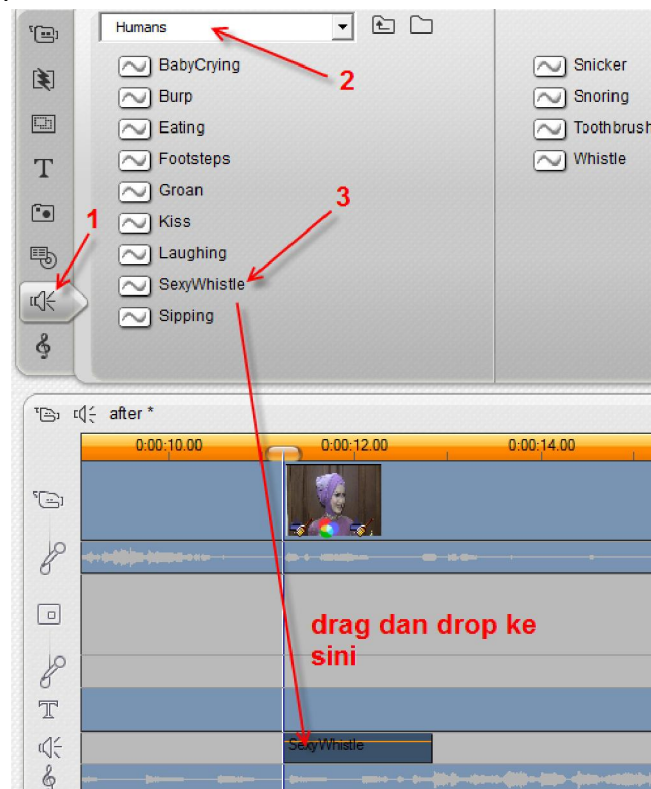 Humans
2
BabyCrying
Burp
Eating
Footsteps
Groan
Kiss
Laughing
SexyWhistle
Sipping
Snicker
Snoring
Toothbrush
Whistle
T
1
3
after *
0:00:10.00 0:00:12.00 0:00:14.00
drag dan drop ke
sini
T
SexyWhistle